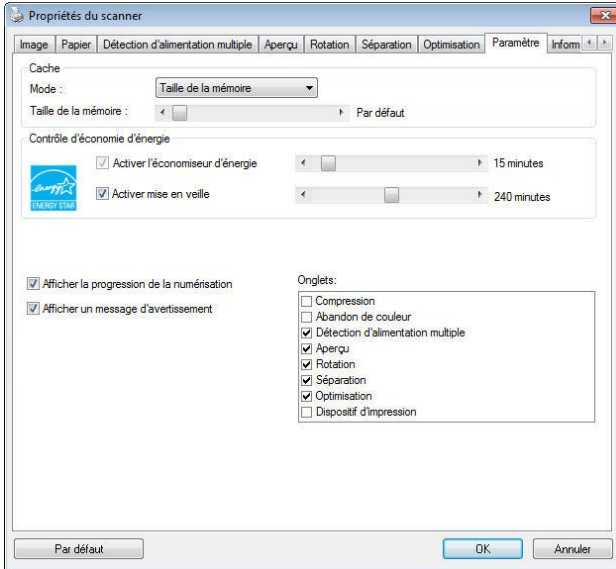 Propriétés du scanner
Image Papier Détection d'alimentation multiple Aperçu Rotation Séparation Optimisation Paramètre Inform
Cache
Mode : Taille de la mémoire
Taille de la mémoire : Par défaut
Contrôle d'économie d'énergie
Activer l'économiseur d'énergie 15 minutes
energy
ENERGY STAR
Activer mise en veille 240 minutes
Afficher la progression de la numérisation
Afficher un message d'avertissement
Onglets:
Compression
Abandon de couleur
Détection d'alimentation multiple
Aperçu
Rotation
Séparation
Optimisation
Dispositif d'impression
Par défaut OK Annuler